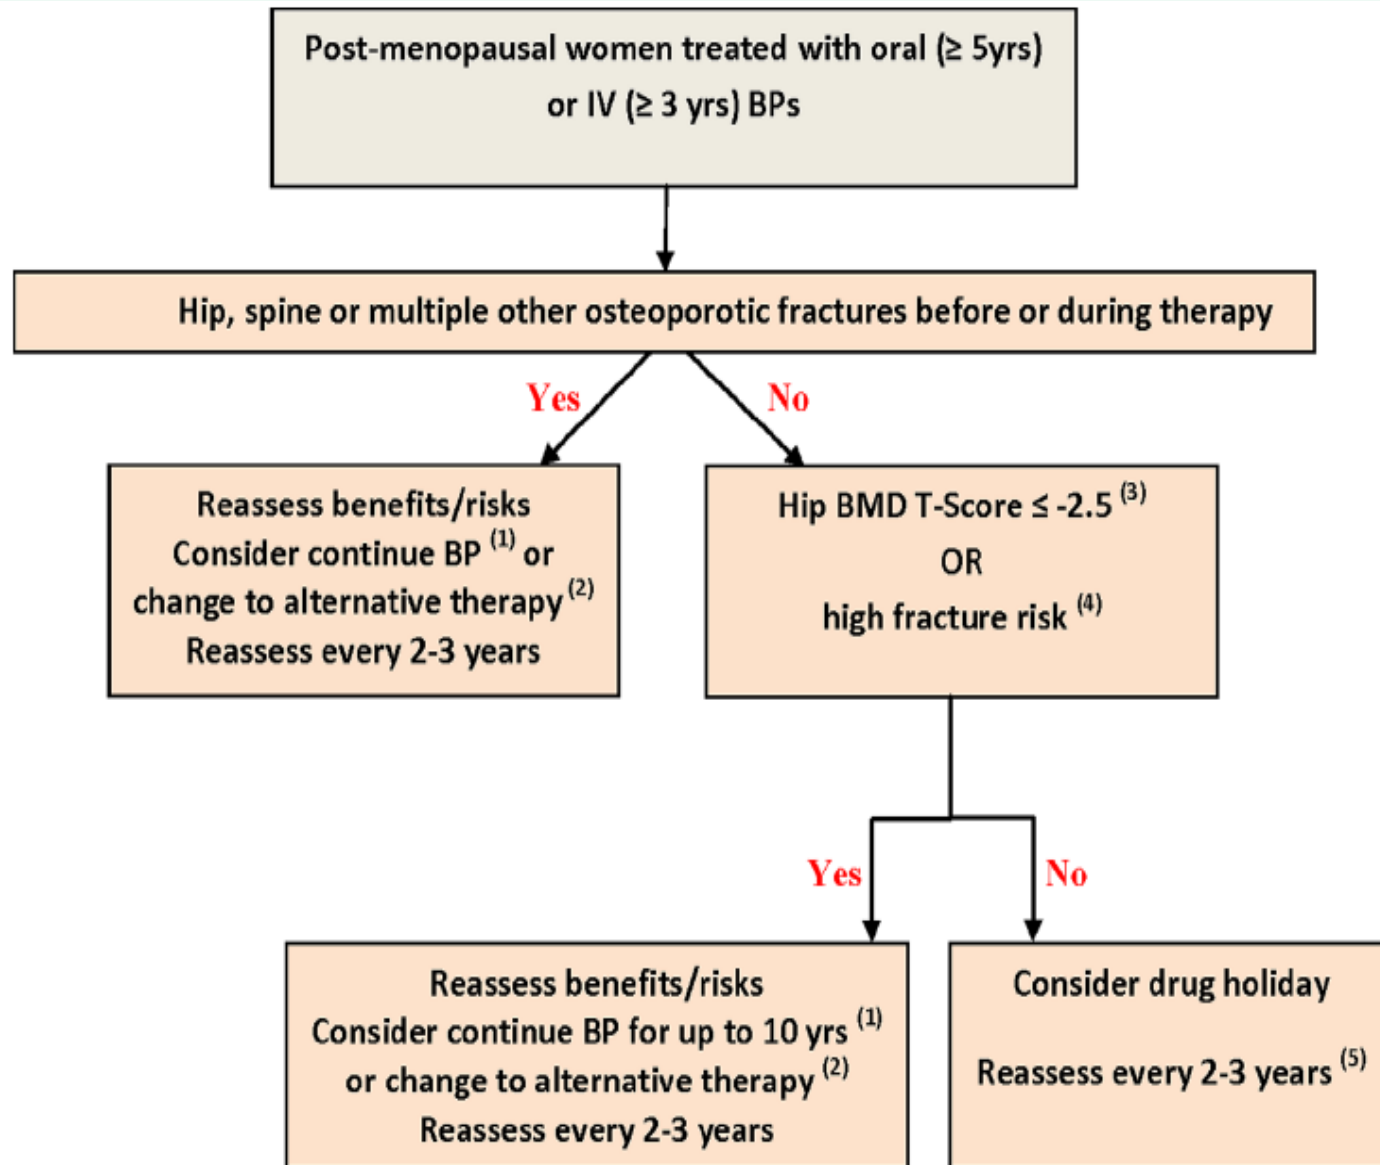 Post-menopausal women treated with oral (≥ 5yrs)
or IV (≥ 3 yrs) BPs
Hip, spine or multiple other osteoporotic fractures before or during therapy
Yes
No
Reassess benefits/risks
Consider continue BP (1) or
change to alternative therapy (2)
Reassess every 2-3 years
Hip BMD T-Score ≤ -2.5 (3)
OR
high fracture risk (4)
Yes
No
Reassess benefits/risks
Consider continue BP for up to 10 yrs (1)
or change to alternative therapy (2)
Reassess every 2-3 years
Consider drug holiday
Reassess every 2-3 years (5)